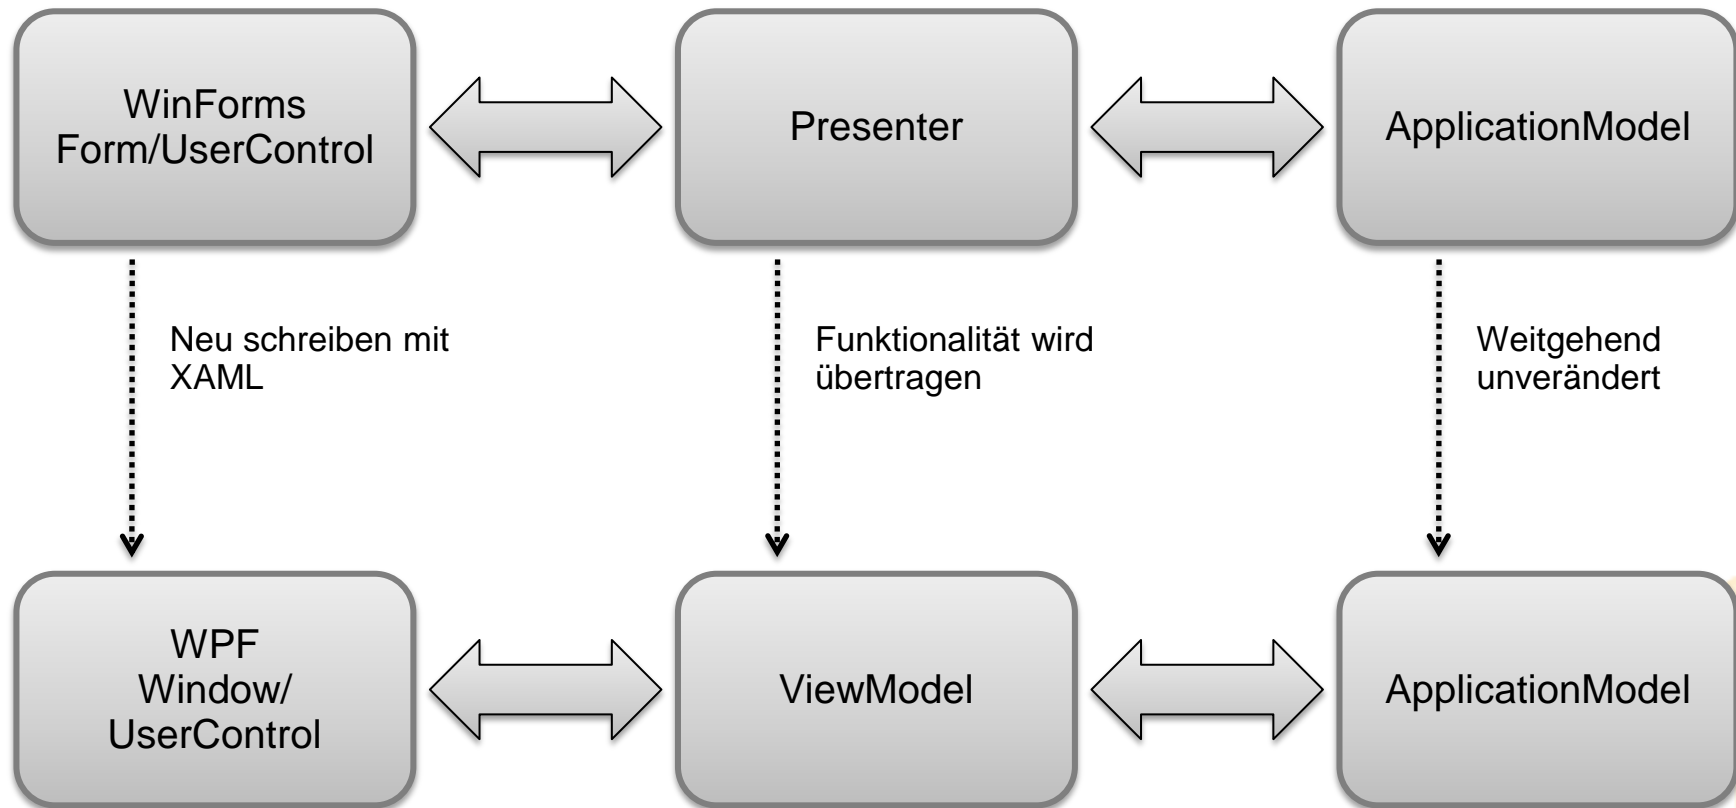 WinForms
Form/UserControl
Presenter
ApplicationModel
Neu schreiben mit
XAML
Funktionalität wird
übertragen
Weitgehend
unverändert
WPF
Window/
UserControl
ViewModel
ApplicationModel